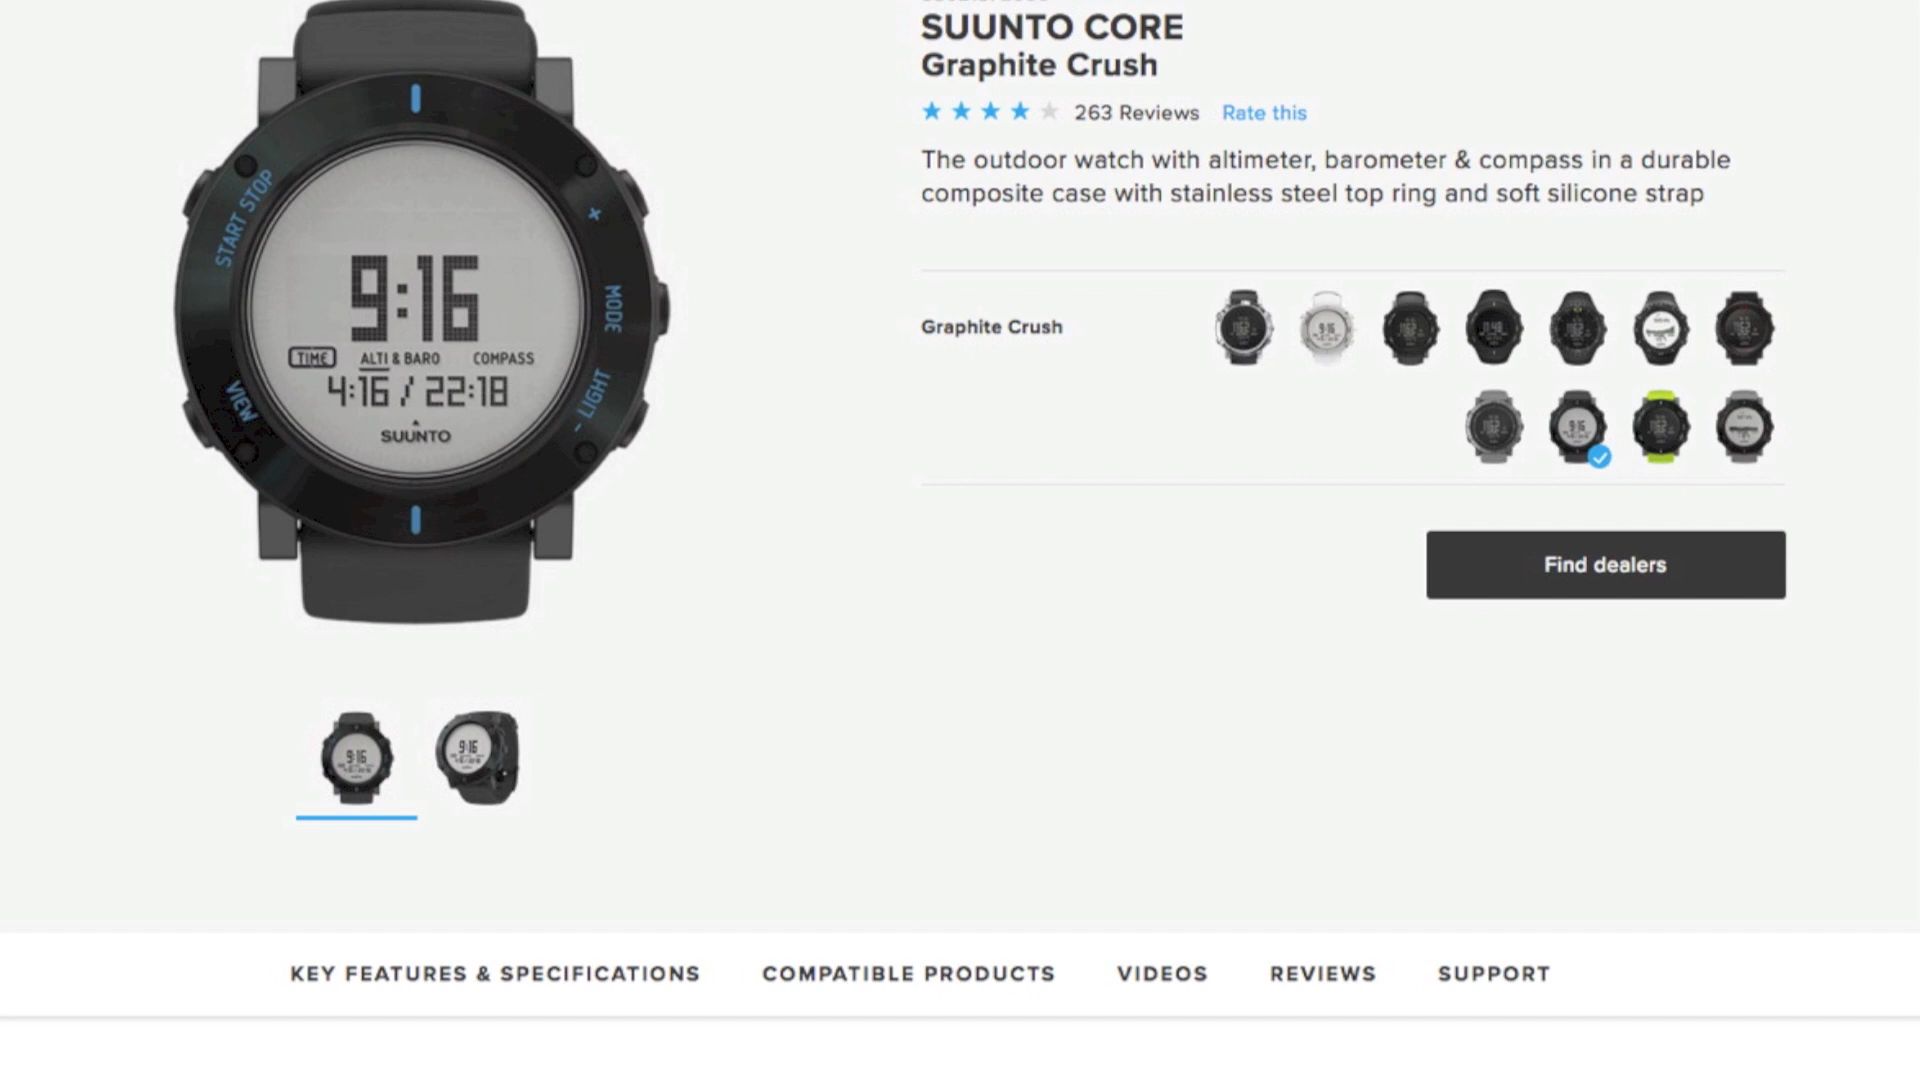 SUUNTO CORE
Graphite Crush
263 Reviews Rate this
The outdoor watch with altimeter, barometer & compass in a durable
composite case with stainless steel top ring and soft silicone strap
Graphite Crush
Find dealers
START STOP
+
MODE
9:16
TIME ALTI & BARO COMPASS
4:16 / 22:18
SUUNTO
VIEW
- LIGHT
KEY FEATURES & SPECIFICATIONS COMPATIBLE PRODUCTS VIDEOS REVIEWS SUPPORT